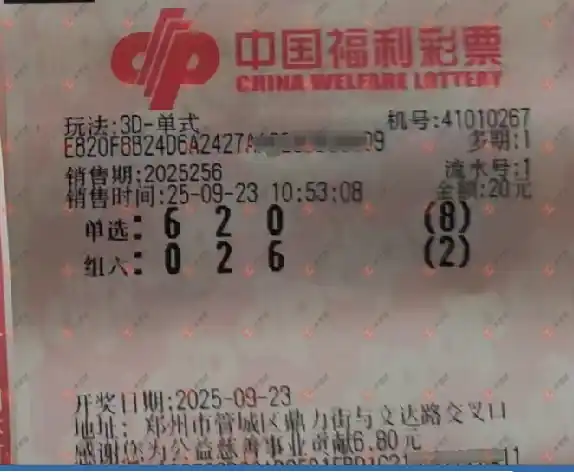 中国福利彩票
CHINA WELFARE LOTTERY
玩法:3D-单式 机号:41010267
E820F8B24D6A2427A 09 多期:1
销售期:2025256 流水号:1
销售时间:25-09-23 10:53:08 金额:20元
单选: 6 2 0 (8)
组六: 0 2 6 (2)
开奖日期:2025-09-23
地址: 郑州市管城区鼎力街与交达路交叉口
感谢您为公益慈善事业贡献6.80元